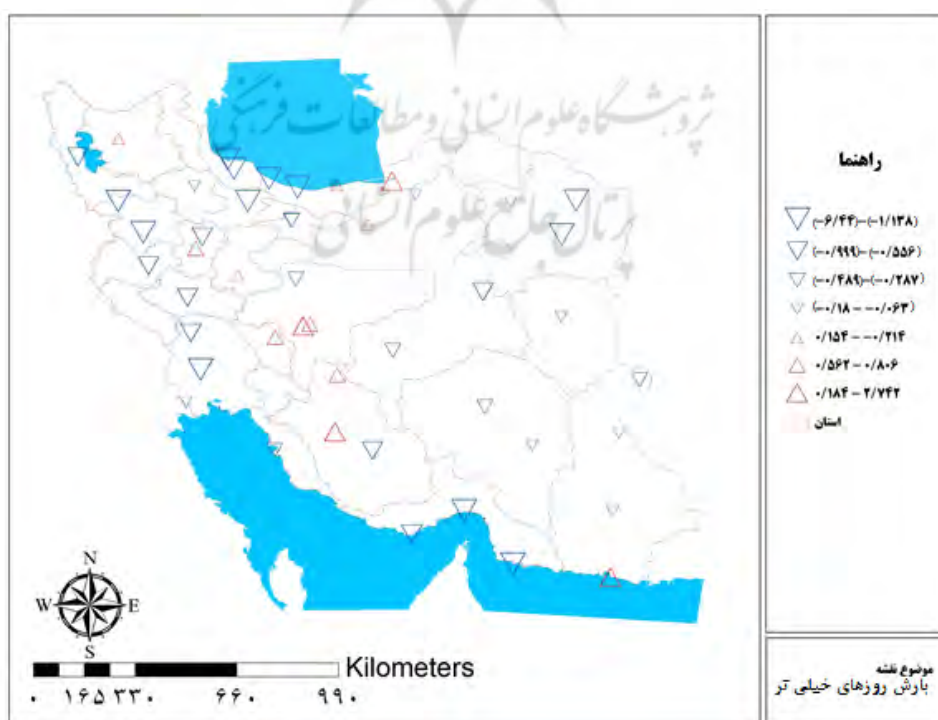 پژوهشگاه علوم انسانی و مطالعات فرهنگی
پرتال جامع علوم انسانی
راهنما
(-۶/۴۴)-(-۱/۱۳۸)
(-۰/۹۹۹)-(-۰/۵۵۶)
(-۰/۴۸۹)-(-۰/۲۸۷)
(-۰/۱۸ - -۰/۰۶۳)
۰/۱۵۴ - -۰/۲۱۴
۰/۵۶۲ - ۰/۸۰۶
۰/۱۸۴ - ۲/۷۴۲
استان
N
W E
S
Kilometers
۰ ۱۶۵ ۳۳۰ ۶۶۰ ۹۹۰
موضوع نقشه
بارش روزهای خیلی تر